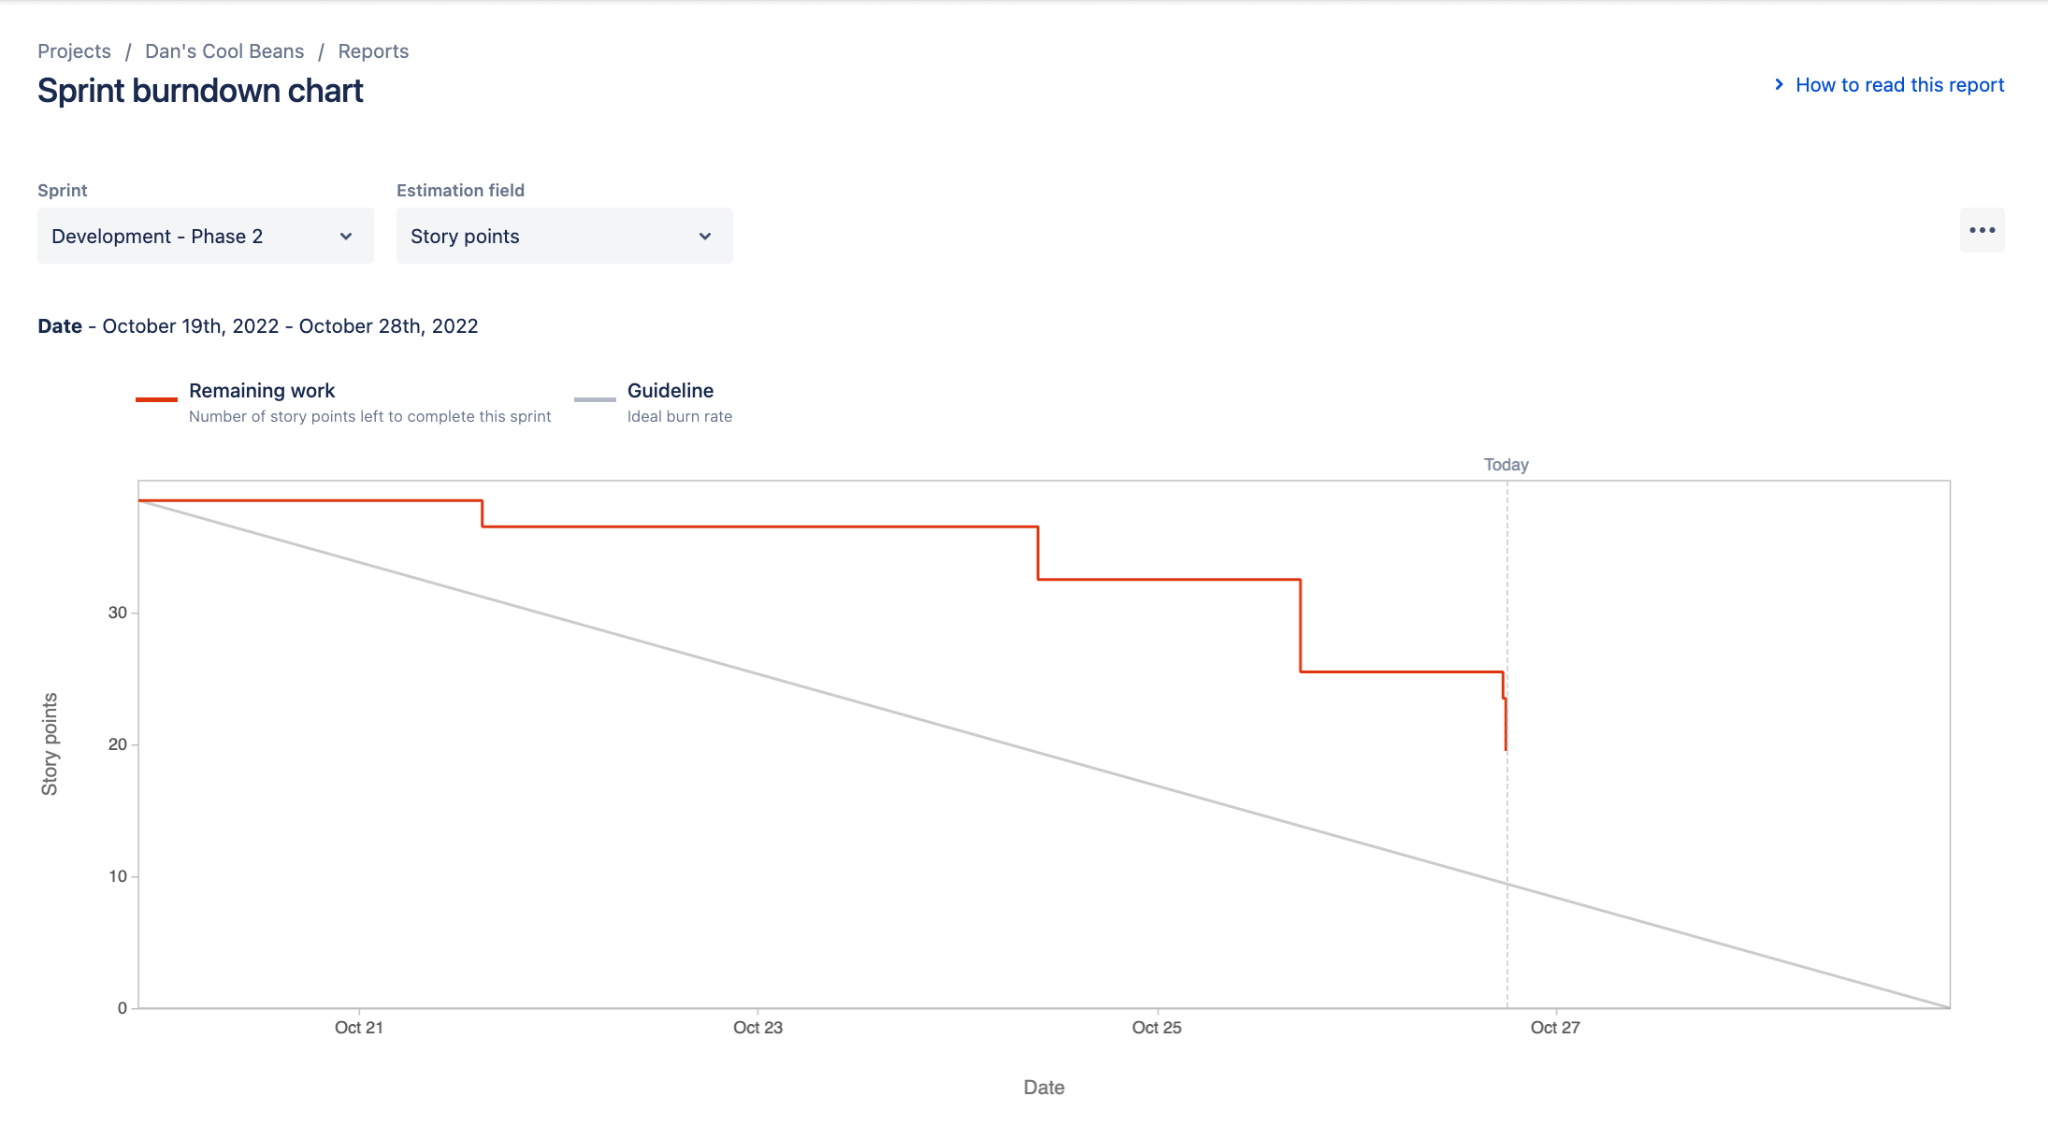 Projects / Dan's Cool Beans / Reports
Sprint burndown chart
How to read this report
Sprint
Estimation field
Development - Phase 2
Story points
Date - October 19th, 2022 - October 28th, 2022
Remaining work
Number of story points left to complete this sprint
Guideline
Ideal burn rate
Today
30
20
10
0
Story points
Oct 21
Oct 23
Oct 25
Oct 27
Date